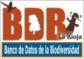 BDB
La Rioja
Banco de Datos de la Biodiversidad